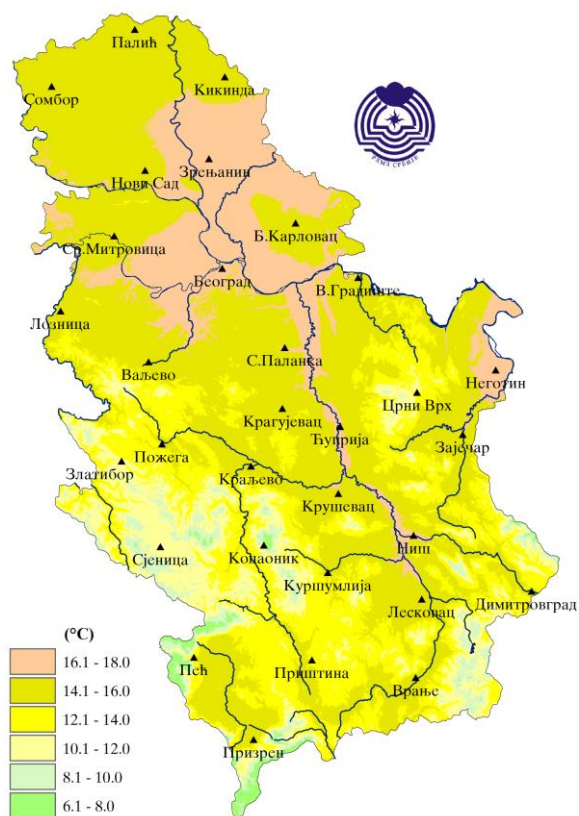 Палић
Кикинда
Сомбор
РХМЗ СРБИЈЕ
Зрењанин
Нови Сад
Б.Карловац
Ср.Митровица
Београд
В.Градиште
Лозница
С.Паланка
Ваљево
Неготин
Црни Врх
Крагујевац
Ћуприја
Зајечар
Пожега
Златибор
Краљево
Крушевац
Ниш
Сјеница
Копаоник
Куршумлија
Димитровград
Лесковац
(°C)
16.1 - 18.0
14.1 - 16.0
12.1 - 14.0
10.1 - 12.0
8.1 - 10.0
6.1 - 8.0
Пећ
Приштина
Врање
Призрен